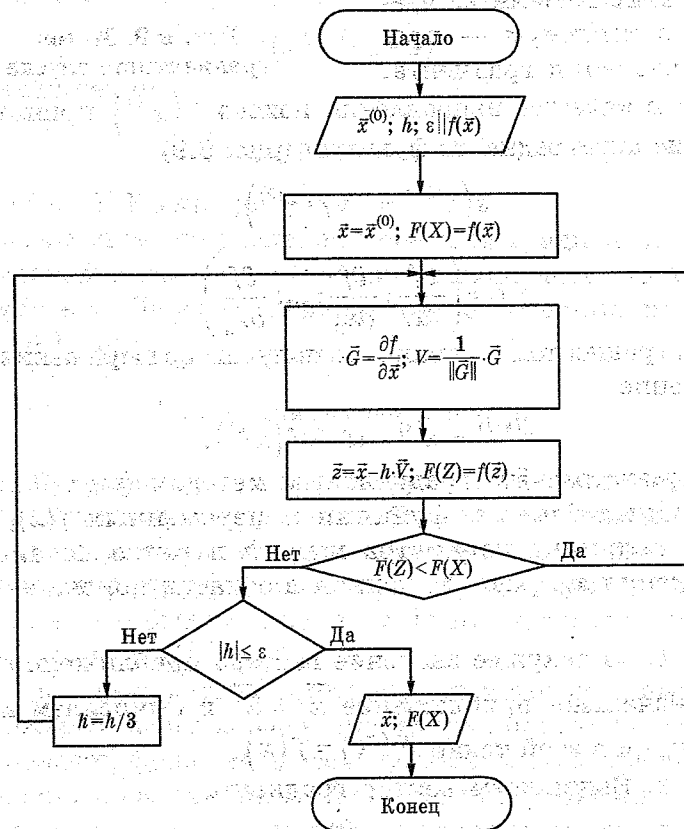 Начало
x⃗⁽⁰⁾; h; ε||f(x⃗)
x⃗=x⃗⁽⁰⁾; F(X)=f(x⃗)
G⃗=∂f/∂x⃗; V=1/‖G⃗‖·G⃗
z⃗=x⃗−h·V⃗; F(Z)=f(z⃗)
Нет
F(Z)<F(X)
Да
Нет
|h|≤ε
Да
h=h/3
x⃗; F(X)
Конец